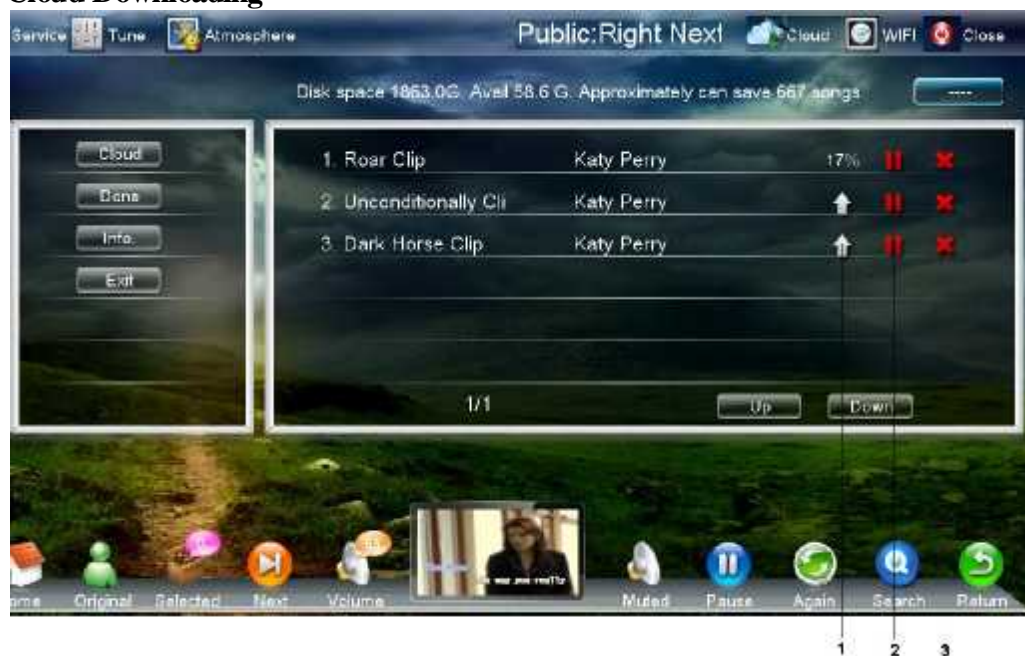 Cloud Downloading
Service Tune Atmosphere Public:Right Next Cloud WIFI Close
Disk space 1863.0G Avail 58.6 G. Approximately can save 667 songs ----
Cloud
Done
Info.
Exit
1. Roar Clip Katy Perry 17%
2 Unconditionally Cli Katy Perry
3. Dark Horse Clip Katy Perry
1/1 Up Down
ome Original Selected Next Volume Muted Pause Again Search Return
1 2 3